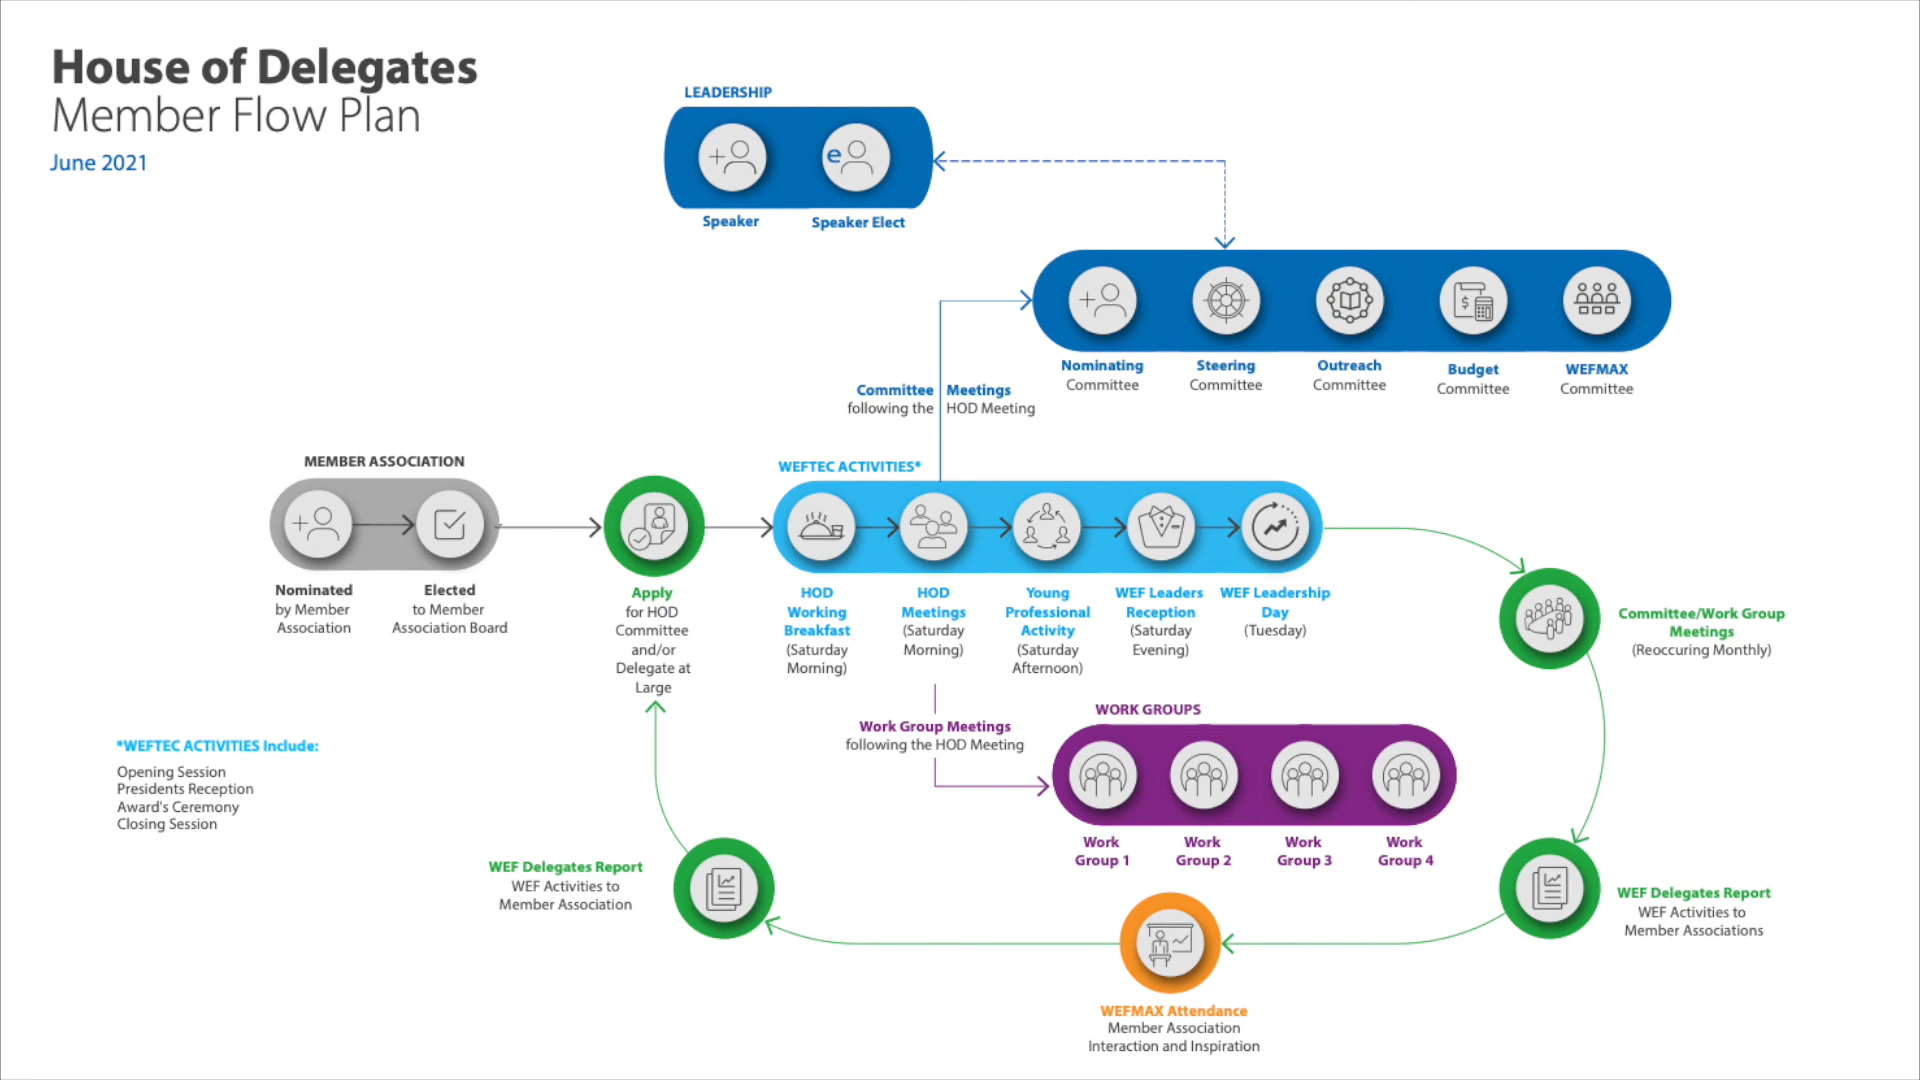 House of Delegates
Member Flow Plan
June 2021
LEADERSHIP
e
Speaker
Speaker Elect
$
Nominating
Committee
Steering
Committee
Outreach
Committee
Budget
Committee
WEFMAX
Committee
Committee Meetings
following the HOD Meeting
MEMBER ASSOCIATION
Nominated
by Member
Association
Elected
to Member
Association Board
Apply
for HOD
Committee
and/or
Delegate at
Large
WEFTEC ACTIVITIES*
HOD
Working
Breakfast
(Saturday
Morning)
HOD
Meetings
(Saturday
Morning)
Young
Professional
Activity
(Saturday
Afternoon)
WEF Leaders
Reception
(Saturday
Evening)
WEF Leadership
Day
(Tuesday)
Committee/Work Group
Meetings
(Reoccuring Monthly)
Work Group Meetings
following the HOD Meeting
WORK GROUPS
Work
Group 1
Work
Group 2
Work
Group 3
Work
Group 4
*WEFTEC ACTIVITIES Include:
Opening Session
Presidents Reception
Award's Ceremony
Closing Session
WEF Delegates Report
WEF Activities to
Member Association
WEF Delegates Report
WEF Activities to
Member Associations
WEFMAX Attendance
Member Association
Interaction and Inspiration